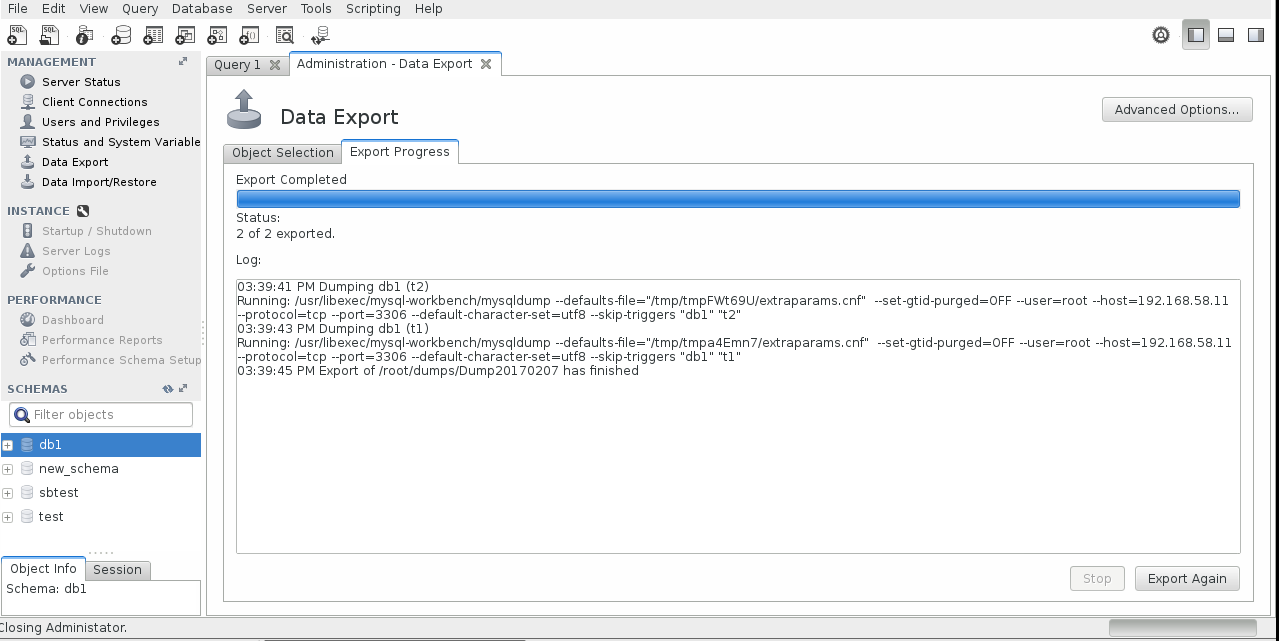 File Edit View Query Database Server Tools Scripting Help
SQL SQL
MANAGEMENT
Server Status
Client Connections
Users and Privileges
Status and System Variable
Data Export
Data Import/Restore
INSTANCE
Startup / Shutdown
Server Logs
Options File
PERFORMANCE
Dashboard
Performance Reports
Performance Schema Setup
SCHEMAS
Filter objects
db1
new_schema
sbtest
test
Object Info Session
Schema: db1
Query 1 Administration - Data Export
Data Export
Advanced Options...
Object Selection Export Progress
Export Completed
Status:
2 of 2 exported.
Log:
03:39:41 PM Dumping db1 (t2)
Running: /usr/libexec/mysql-workbench/mysqldump --defaults-file="/tmp/tmpFWt69U/extraparams.cnf"  --set-gtid-purged=OFF --user=root --host=192.168.58.11
--protocol=tcp --port=3306 --default-character-set=utf8 --skip-triggers "db1" "t2"
03:39:43 PM Dumping db1 (t1)
Running: /usr/libexec/mysql-workbench/mysqldump --defaults-file="/tmp/tmpa4Emn7/extraparams.cnf"  --set-gtid-purged=OFF --user=root --host=192.168.58.11
--protocol=tcp --port=3306 --default-character-set=utf8 --skip-triggers "db1" "t1"
03:39:45 PM Export of /root/dumps/Dump20170207 has finished
Stop Export Again
Closing Administator.